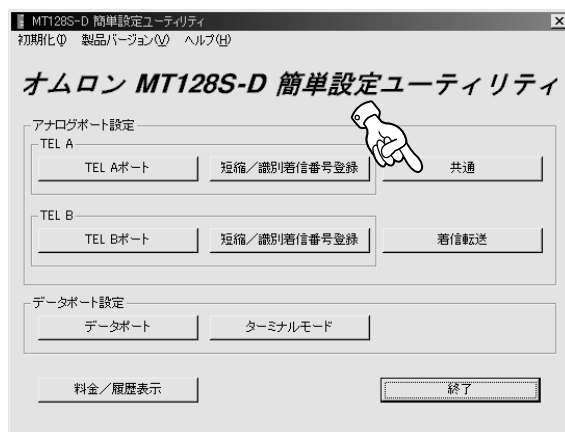 MT128S-D 簡単設定ユーティリティ
初期化(I) 製品バージョン(V) ヘルプ(H)
オムロン MT128S-D 簡単設定ユーティリティ
アナログポート設定
TEL A
TEL Aポート 短縮／識別着信番号登録 共通
TEL B
TEL Bポート 短縮／識別着信番号登録 着信転送
データポート設定
データポート ターミナルモード
料金／履歴表示 終了